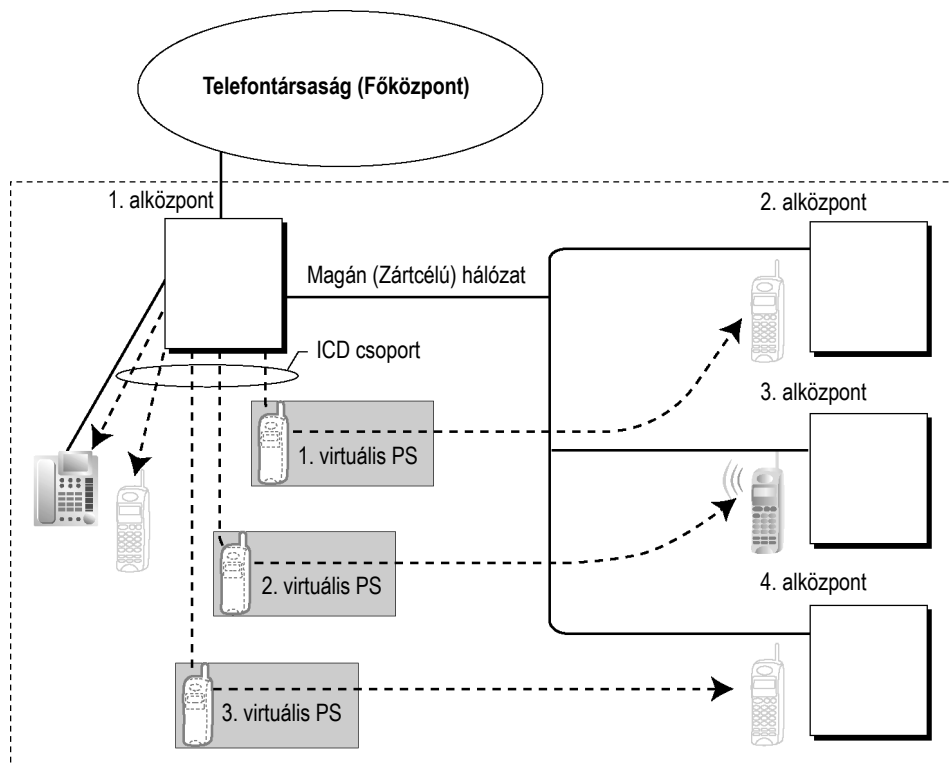 Telefontársaság (Főközpont)
1. alközpont
2. alközpont
Magán (Zártcélú) hálózat
ICD csoport
3. alközpont
1. virtuális PS
2. virtuális PS
4. alközpont
3. virtuális PS